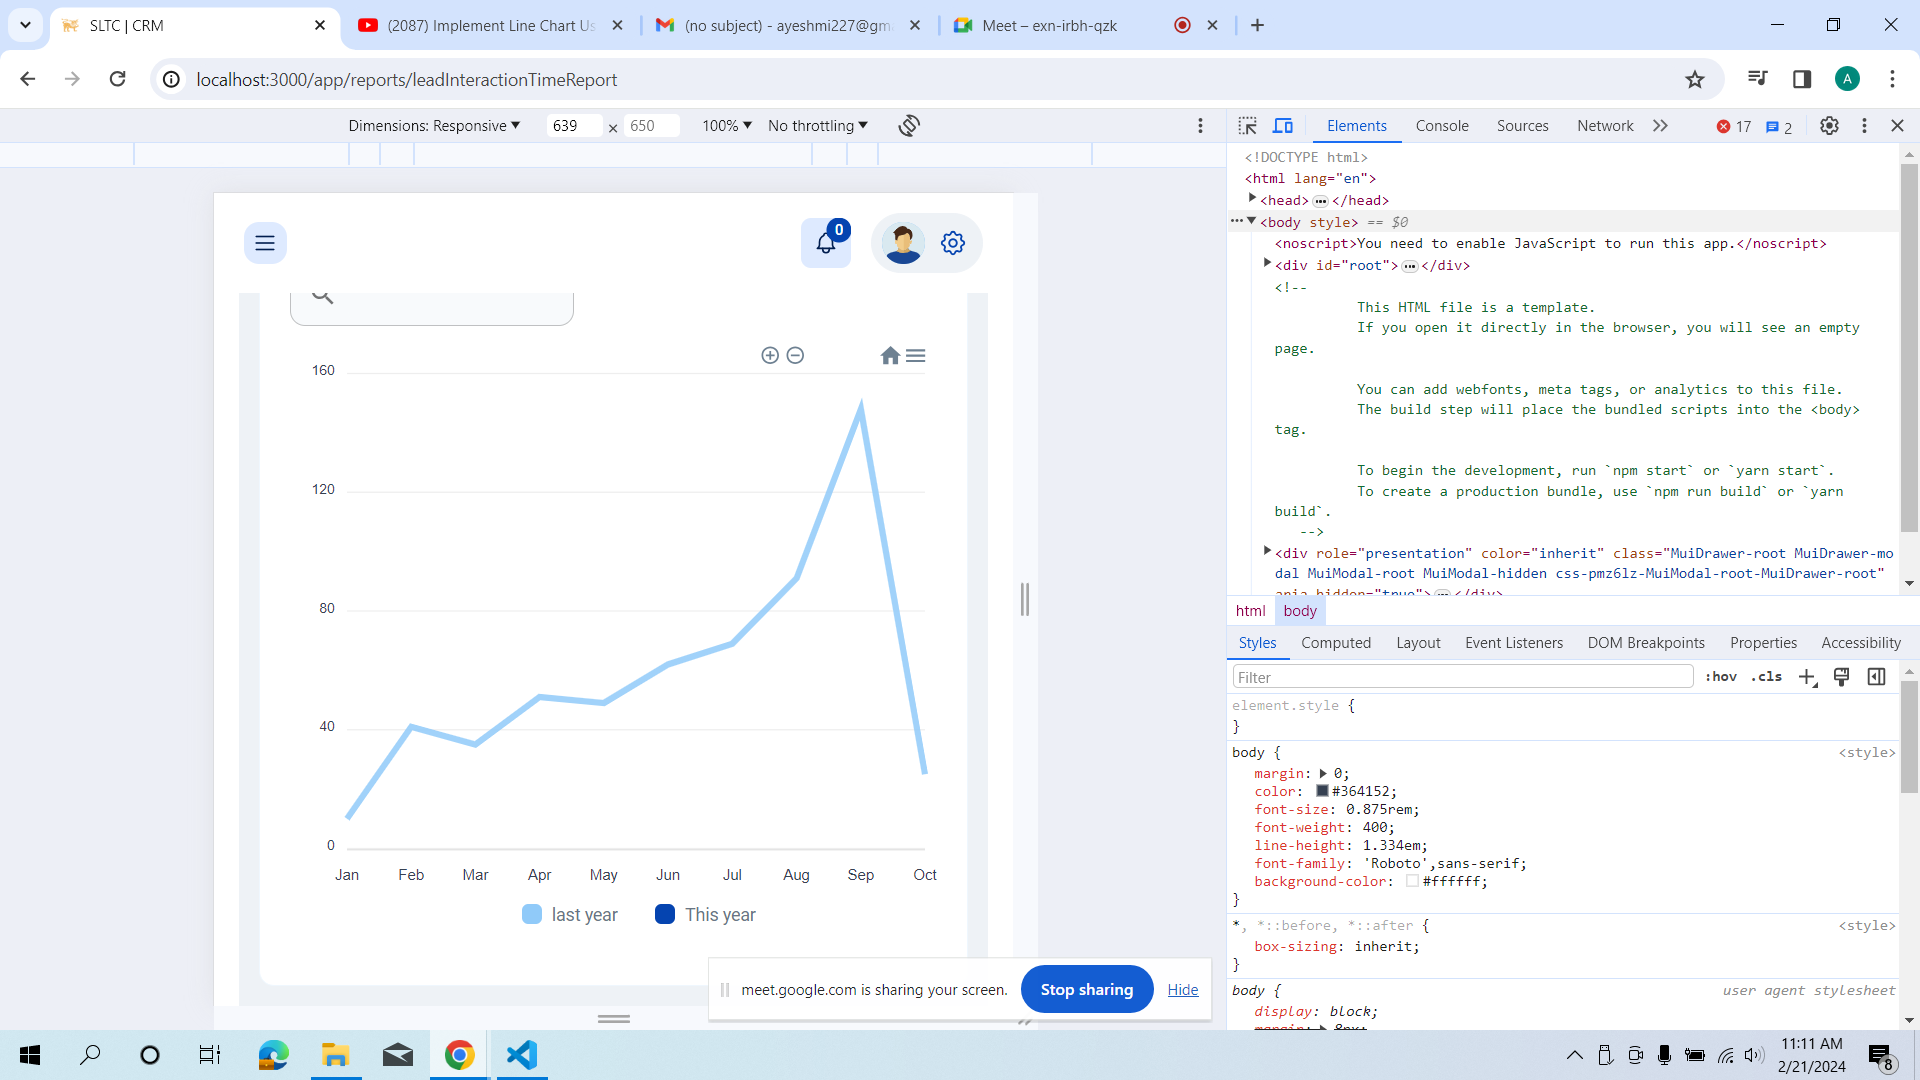 SLTC | CRM
(2087) Implement Line Chart Us
(no subject) - ayeshmi227@gma
Meet – exn-irbh-qzk
localhost:3000/app/reports/leadInteractionTimeReport
A
Dimensions: Responsive
639 x 650
100%
No throttling
0
160
120
80
40
0
Jan Feb Mar Apr May Jun Jul Aug Sep Oct
last year This year
meet.google.com is sharing your screen. Stop sharing Hide
Elements Console Sources Network 17 2
<!DOCTYPE html>
<html lang="en">
<head> ••• </head>
••• <body style> == $0
<noscript>You need to enable JavaScript to run this app.</noscript>
<div id="root"> ••• </div>
<!--
This HTML file is a template.
If you open it directly in the browser, you will see an empty
page.
You can add webfonts, meta tags, or analytics to this file.
The build step will place the bundled scripts into the <body>
tag.
To begin the development, run `npm start` or `yarn start`.
To create a production bundle, use `npm run build` or `yarn
build`.
-->
<div role="presentation" color="inherit" class="MuiDrawer-root MuiDrawer-mo
dal MuiModal-root MuiModal-hidden css-pmz6lz-MuiModal-root-MuiDrawer-root"
aria-hidden="true"> ••• </div>
html body
Styles Computed Layout Event Listeners DOM Breakpoints Properties Accessibility
Filter :hov .cls
element.style {
}
body { <style>
margin: 0;
color: #364152;
font-size: 0.875rem;
font-weight: 400;
line-height: 1.334em;
font-family: 'Roboto',sans-serif;
background-color: #ffffff;
}
*, *::before, *::after { <style>
box-sizing: inherit;
}
body { user agent stylesheet
display: block;
margin: 8px;
11:11 AM
2/21/2024
8